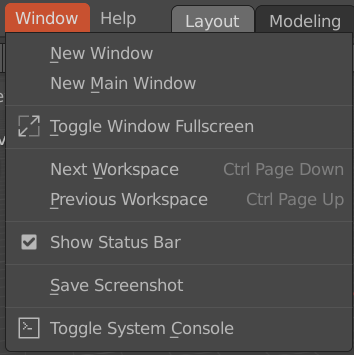 Window Help Layout Modeling
New Window
New Main Window
Toggle Window Fullscreen
Next Workspace Ctrl Page Down
Previous Workspace Ctrl Page Up
Show Status Bar
Save Screenshot
Toggle System Console